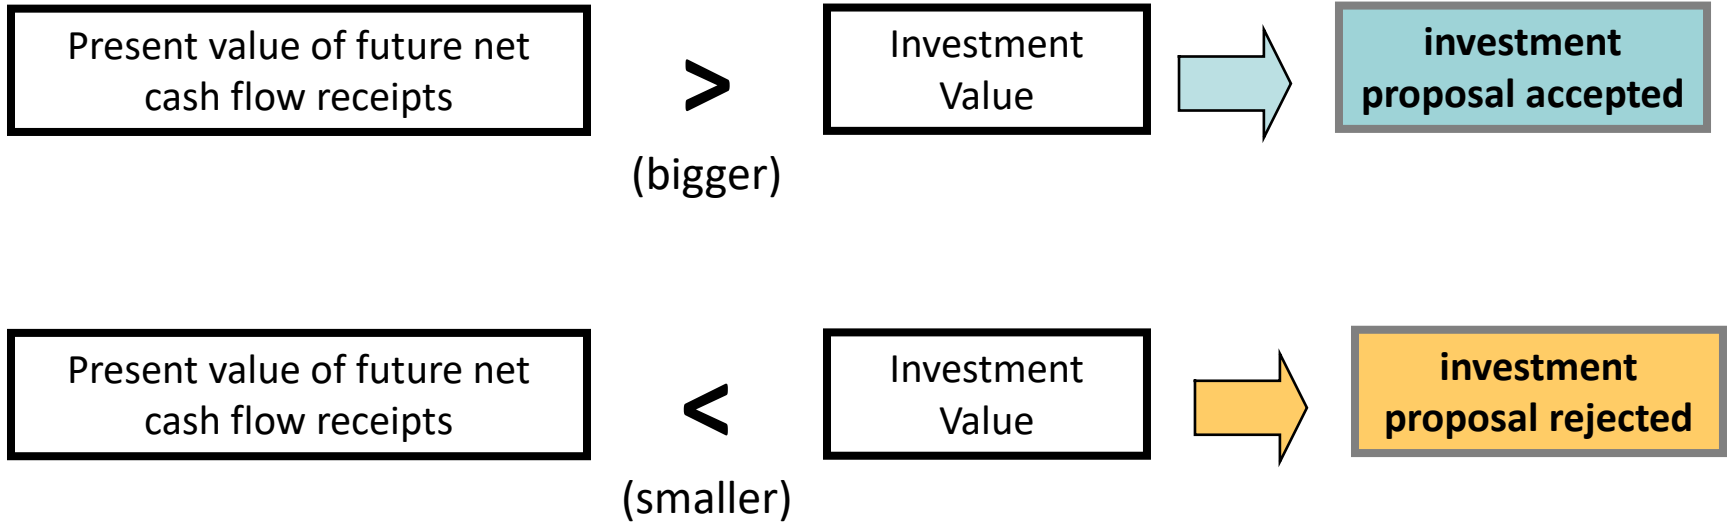 Present value of future net
cash flow receipts
>
(bigger)
Investment
Value
investment
proposal accepted
Present value of future net
cash flow receipts
<
(smaller)
Investment
Value
investment
proposal rejected